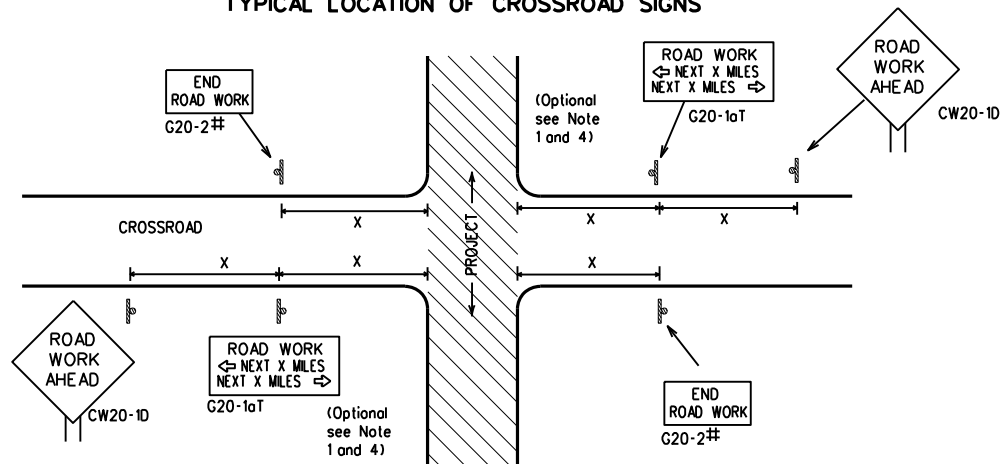 TYPICAL LOCATION OF CROSSROAD SIGNS
END
ROAD WORK
G20-2#
(Optional
see Note
1 and 4)
ROAD WORK
⇦ NEXT X MILES
NEXT X MILES ⇨
G20-1aT
ROAD
WORK
AHEAD
CW20-1D
CROSSROAD
X
X
X
PROJECT
X
X
X
ROAD
WORK
AHEAD
CW20-1D
ROAD WORK
⇦ NEXT X MILES
NEXT X MILES ⇨
G20-1aT
(Optional
see Note
1 and 4)
END
ROAD WORK
G20-2#